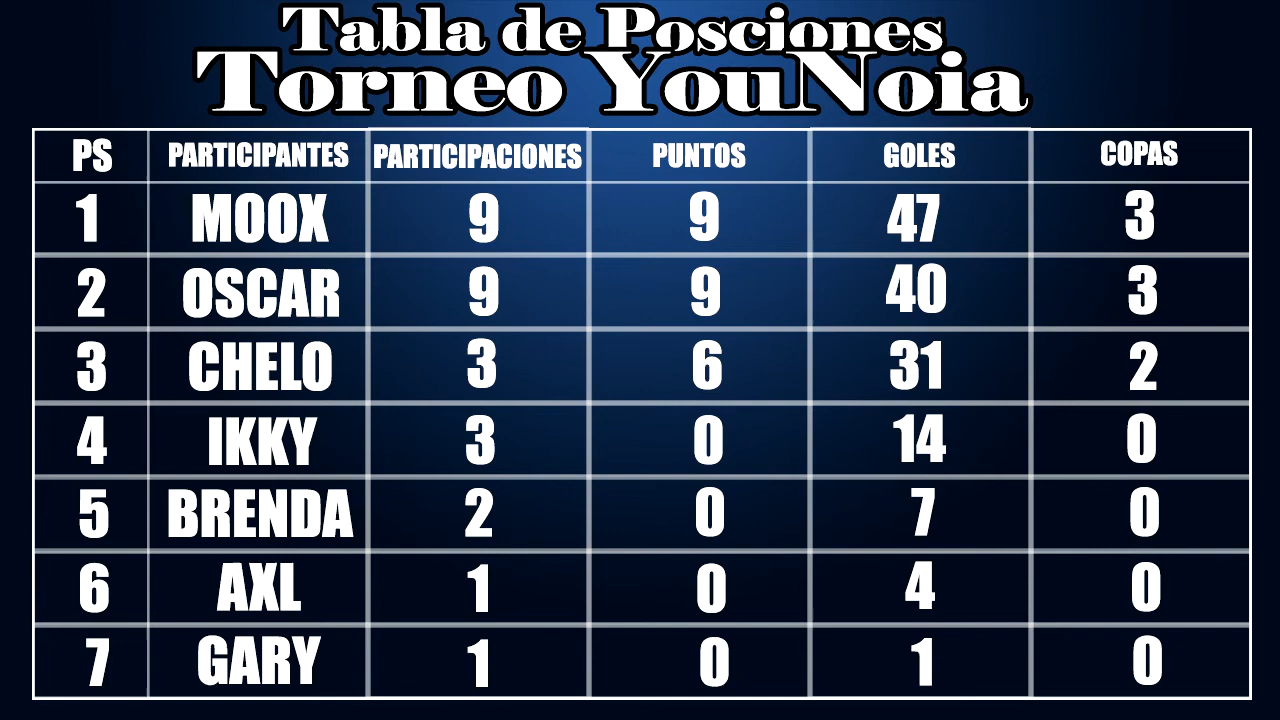 Tabla de Posciones
Torneo YouNoia
PS PARTICIPANTES PARTICIPACIONES PUNTOS GOLES COPAS
1 MOOX 9 9 47 3
2 OSCAR 9 9 40 3
3 CHELO 3 6 31 2
4 IKKY 3 0 14 0
5 BRENDA 2 0 7 0
6 AXL 1 0 4 0
7 GARY 1 0 1 0